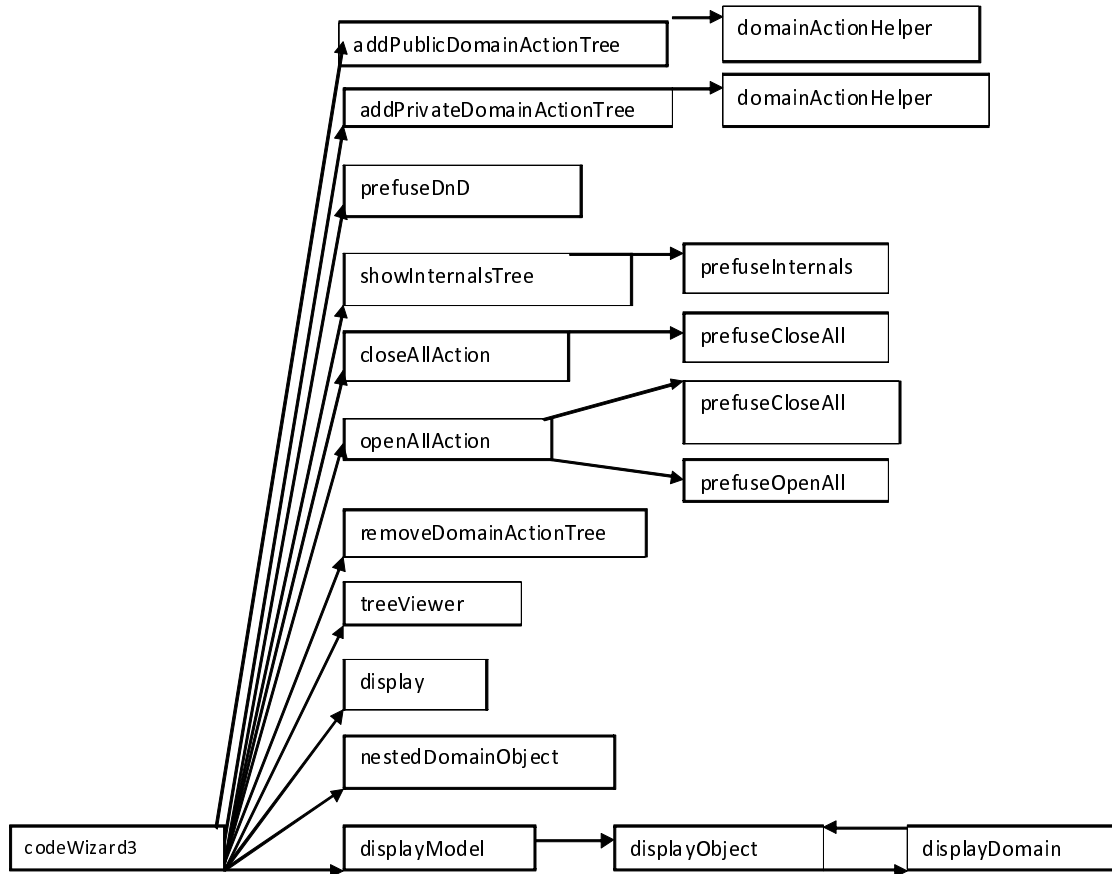 addPublicDomainActionTree
domainActionHelper
addPrivateDomainActionTree
domainActionHelper
prefuseDnD
showInternalsTree
prefuseInternals
closeAllAction
prefuseCloseAll
openAllAction
prefuseCloseAll
prefuseOpenAll
removeDomainActionTree
treeViewer
display
nestedDomainObject
codeWizard3
displayModel
displayObject
displayDomain